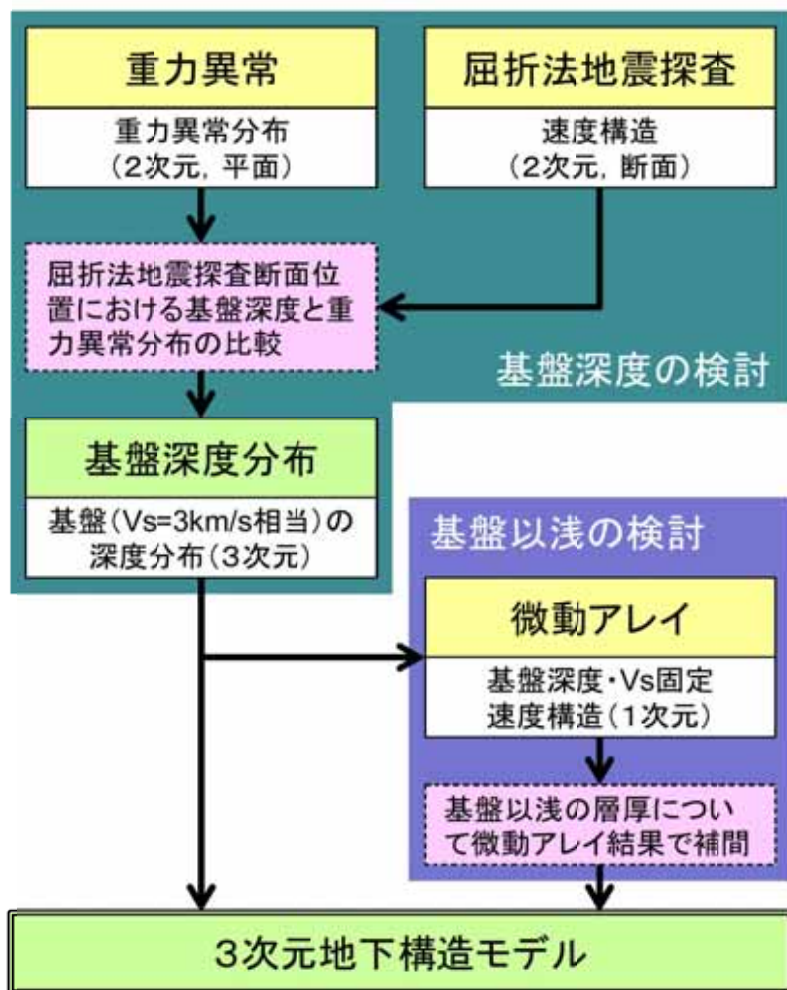 重力異常
重力異常分布
(2次元, 平面)
屈折法地震探査
速度構造
(2次元, 断面)
屈折法地震探査断面位
置における基盤深度と重
力異常分布の比較
基盤深度の検討
基盤深度分布
基盤(Vs=3km/s相当)の
深度分布(3次元)
基盤以浅の検討
微動アレイ
基盤深度・Vs固定
速度構造(1次元)
基盤以浅の層厚につい
て微動アレイ結果で補間
3次元地下構造モデル